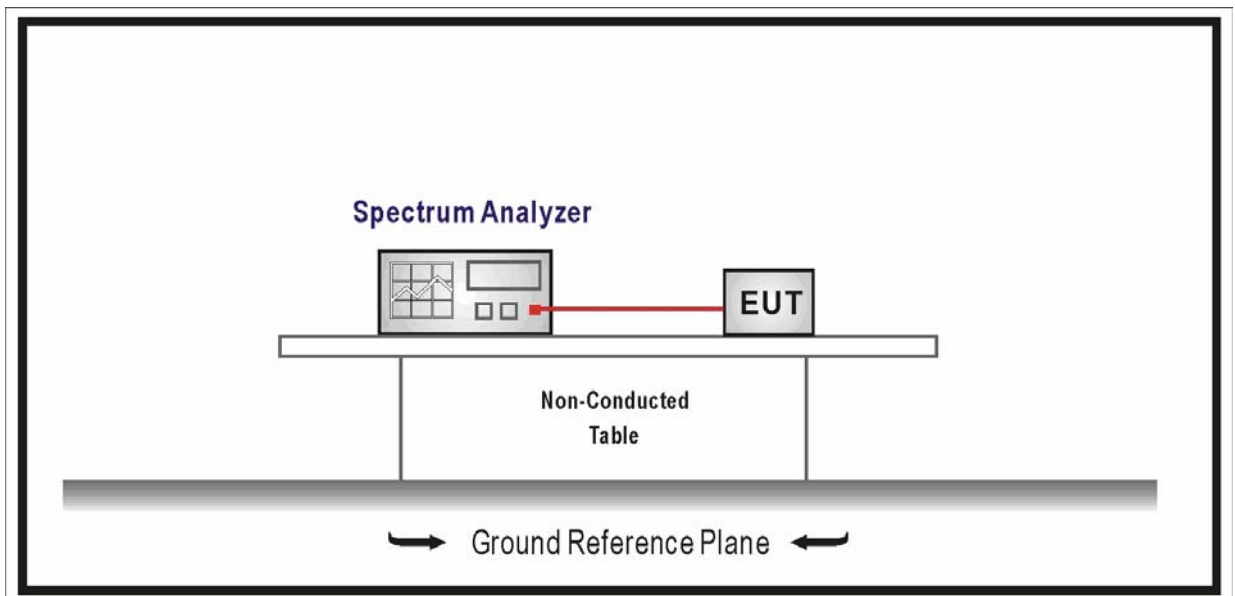 Spectrum Analyzer
EUT
Non-Conducted
Table
Ground Reference Plane